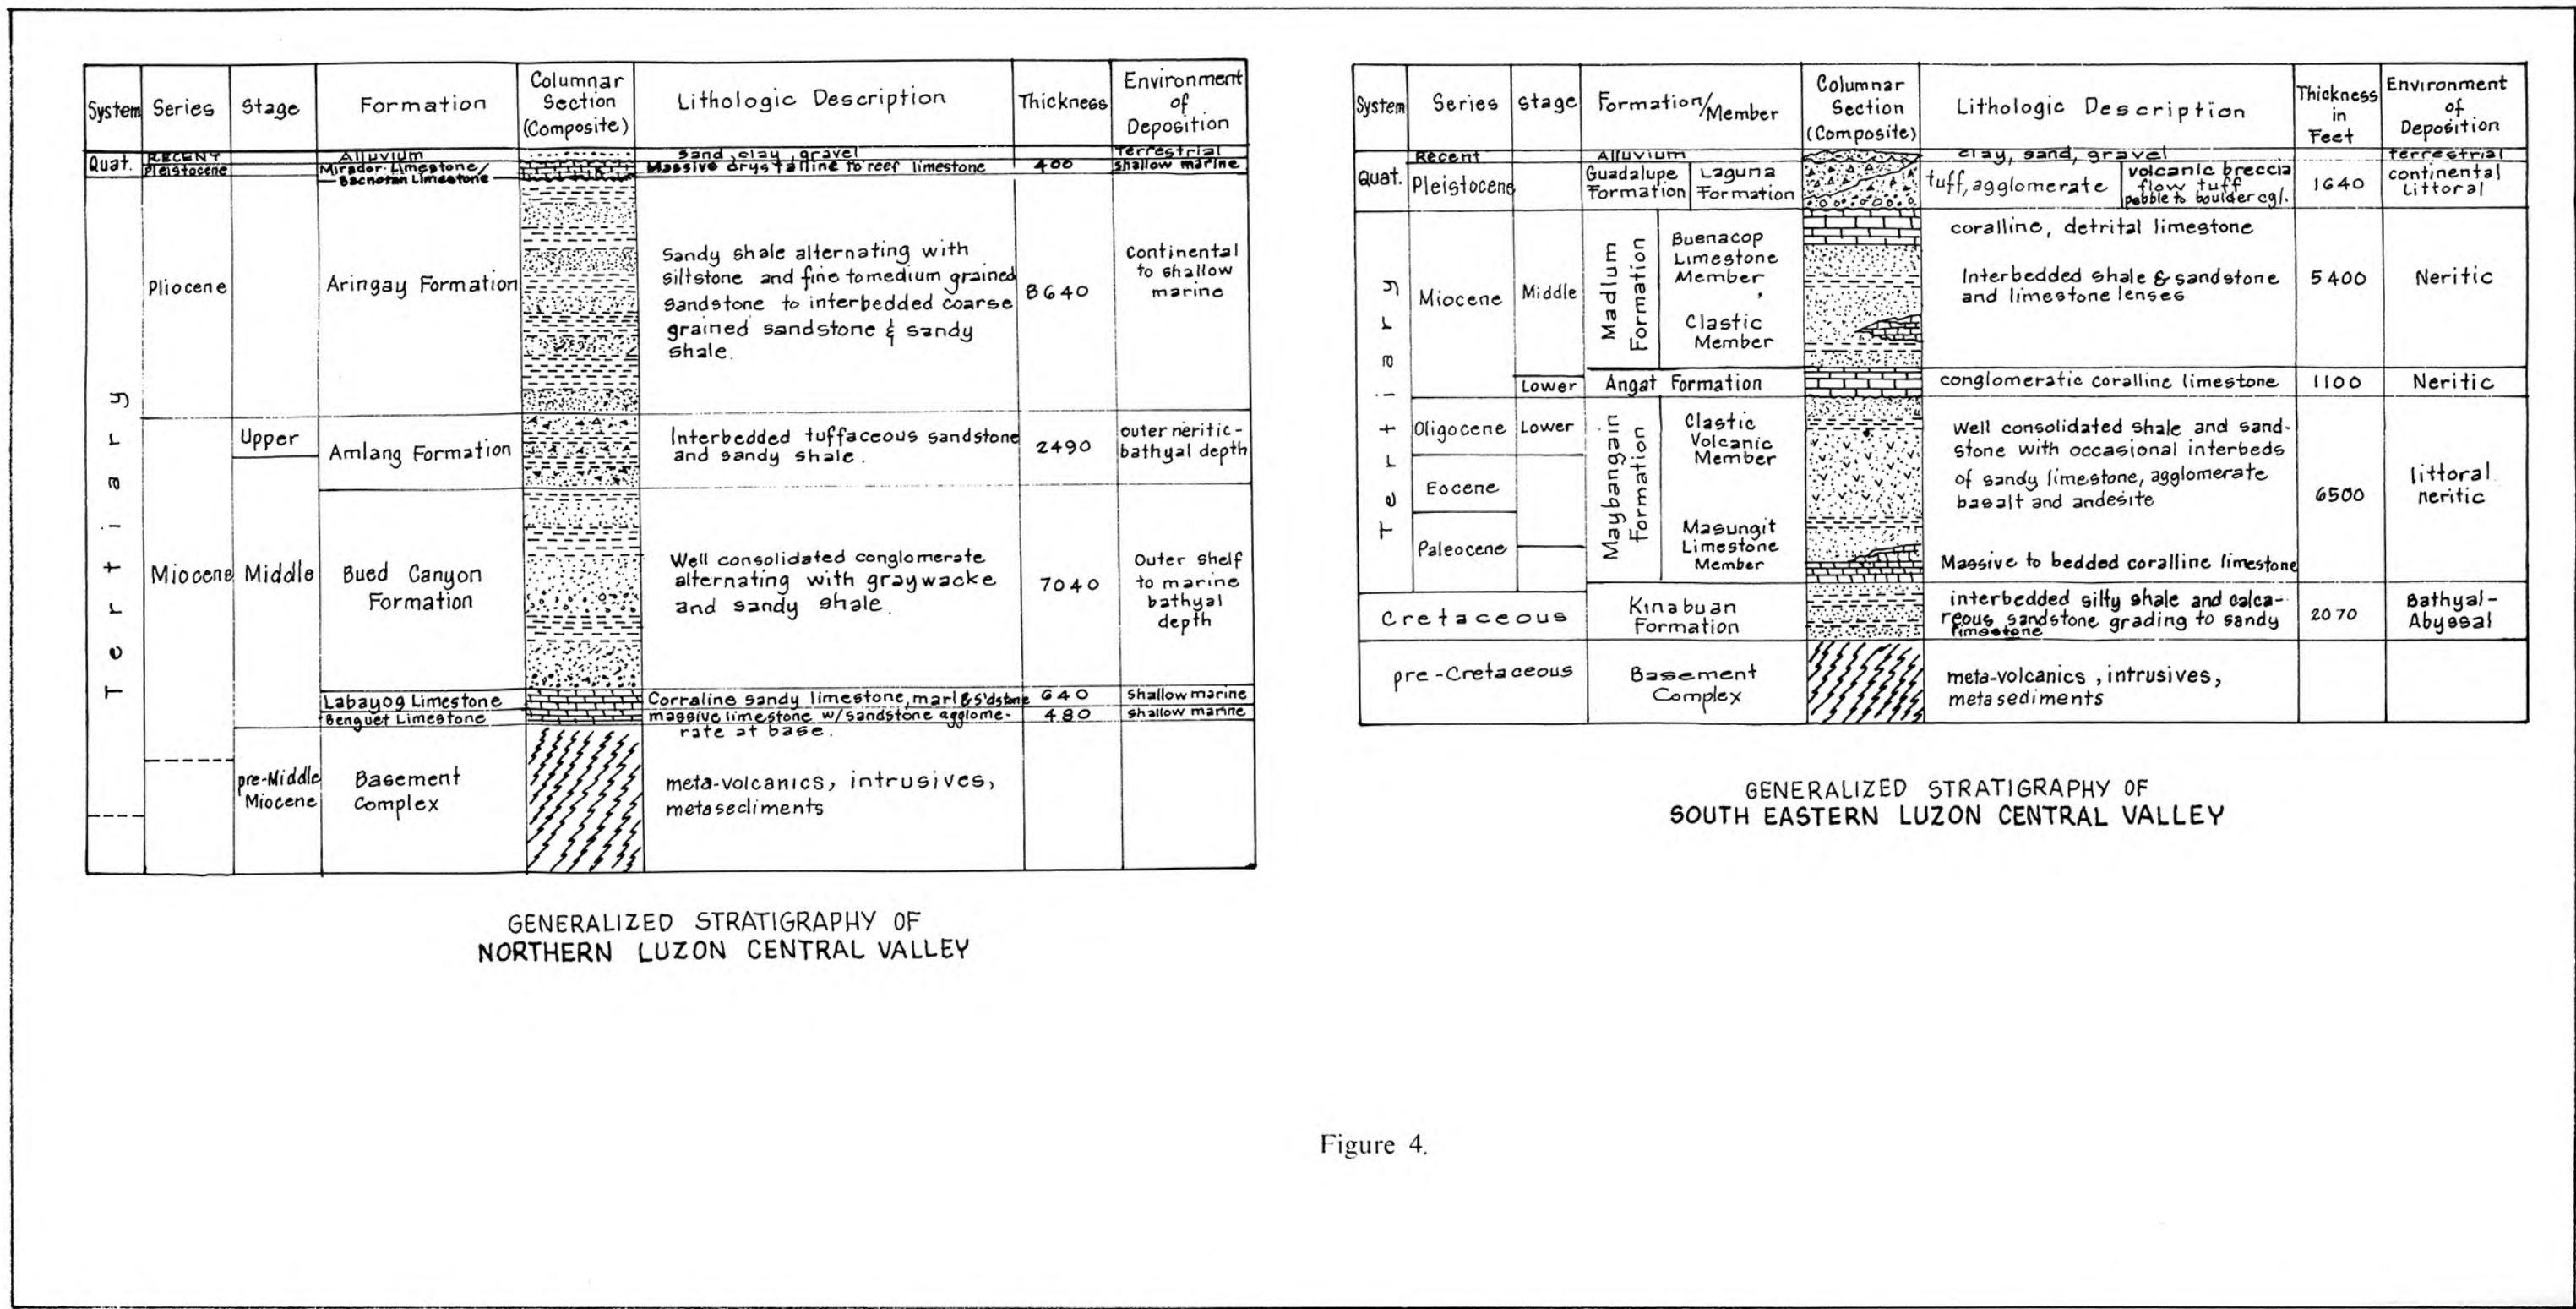 System Series Stage Formation Columnar Section (Composite) Lithologic Description Thickness Environment of Deposition
Quat. RECENT Alluvium sand, clay, gravel Terrestrial
Pleistocene Mirador Limestone/ Bacnotan Limestone Massive drystalline to reef limestone 400 shallow marine
Tertiary
Pliocene Aringay Formation
Sandy shale alternating with
siltstone and fine to medium grained
sandstone to interbedded coarse
grained sandstone & sandy
shale.
8640
Continental
to shallow
marine
Miocene
Upper
Amlang Formation
Interbedded tuffaceous sandstone
and sandy shale.
2490
outer neritic-
bathyal depth
Middle
Bued Canyon
Formation
Well consolidated conglomerate
alternating with graywacke
and sandy shale.
7040
Outer shelf
to marine
bathyal
depth
Labayog Limestone Corraline sandy limestone, marl & s'dstone 640 shallow marine
Benguet Limestone massive limestone w/sandstone agglome- 480 shallow marine
rate at base.
pre-Middle
Miocene
Basement
Complex
meta-volcanics, intrusives,
metasediments
GENERALIZED STRATIGRAPHY OF
NORTHERN LUZON CENTRAL VALLEY
System Series Stage Formation/Member Columnar Section (Composite) Lithologic Description Thickness in Feet Environment of Deposition
Quat. Recent Alluvium clay, sand, gravel terrestrial
Pleistocene
Guadalupe
Formation
Laguna
Formation
tuff, agglomerate
volcanic breccia
flow tuff
pebble to boulder cgl.
1640
continental
Littoral
Tertiary
Miocene
Middle
Madlum
Formation
Buenacop
Limestone
Member
Clastic
Member
coralline, detrital limestone
Interbedded shale & sandstone
and limestone lenses
5400
Neritic
Lower Angat Formation conglomeratic coralline limestone 1100 Neritic
Oligocene Lower
Eocene
Paleocene
Maybangain
Formation
Clastic
Volcanic
Member
Masungit
Limestone
Member
Well consolidated shale and sand-
stone with occasional interbeds
of sandy limestone, agglomerate
basalt and andesite
Massive to bedded coralline limestone
6500
littoral
neritic
Cretaceous
Kinabuan
Formation
interbedded silty shale and calca-
reous sandstone grading to sandy
limestone
2070
Bathyal-
Abyssal
pre-Cretaceous
Basement
Complex
meta-volcanics, intrusives,
metasediments
GENERALIZED STRATIGRAPHY OF
SOUTH EASTERN LUZON CENTRAL VALLEY
Figure 4.